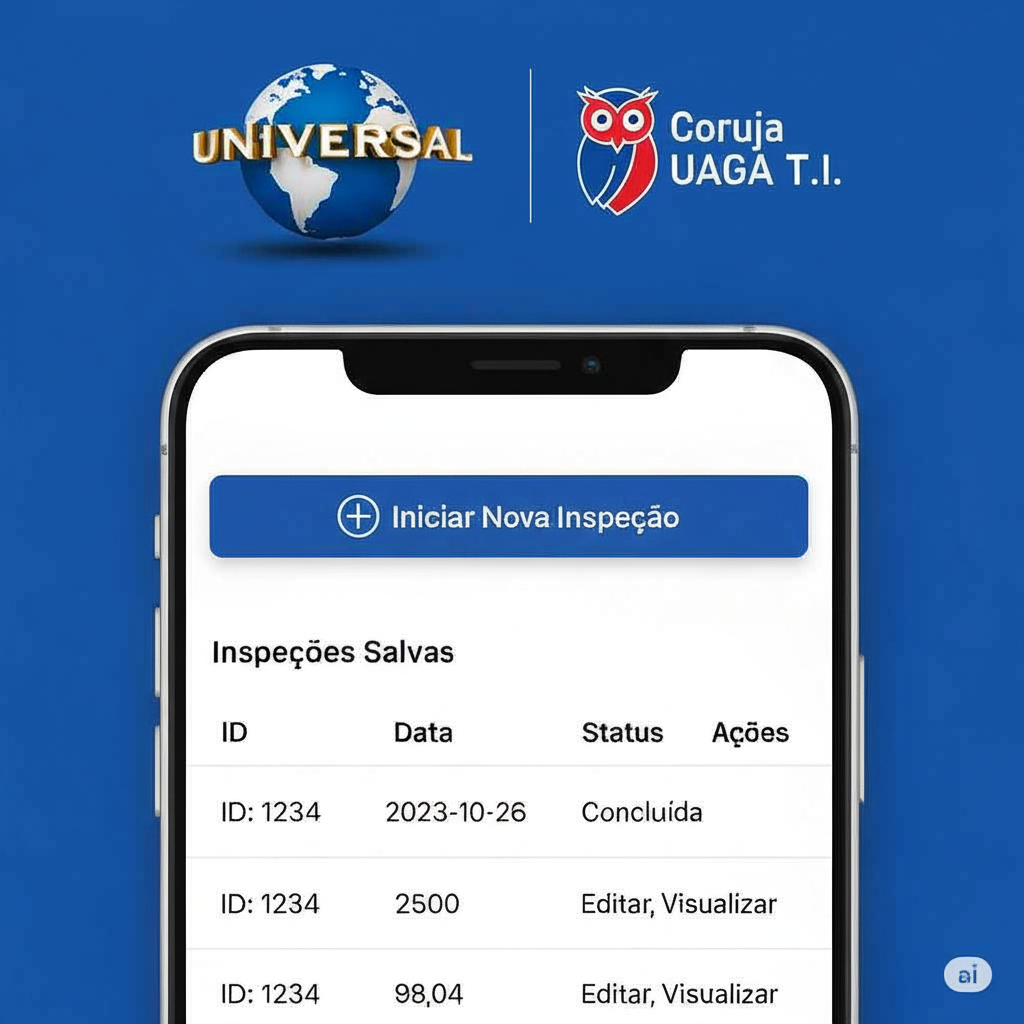 UNIVERSAL
Coruja
UAGA T.I.
Iniciar Nova Inspeção
Inspeções Salvas
ID Data Status Ações
ID: 1234 2023-10-26 Concluída
ID: 1234 2500 Editar, Visualizar
ID: 1234 98,04 Editar, Visualizar
ai